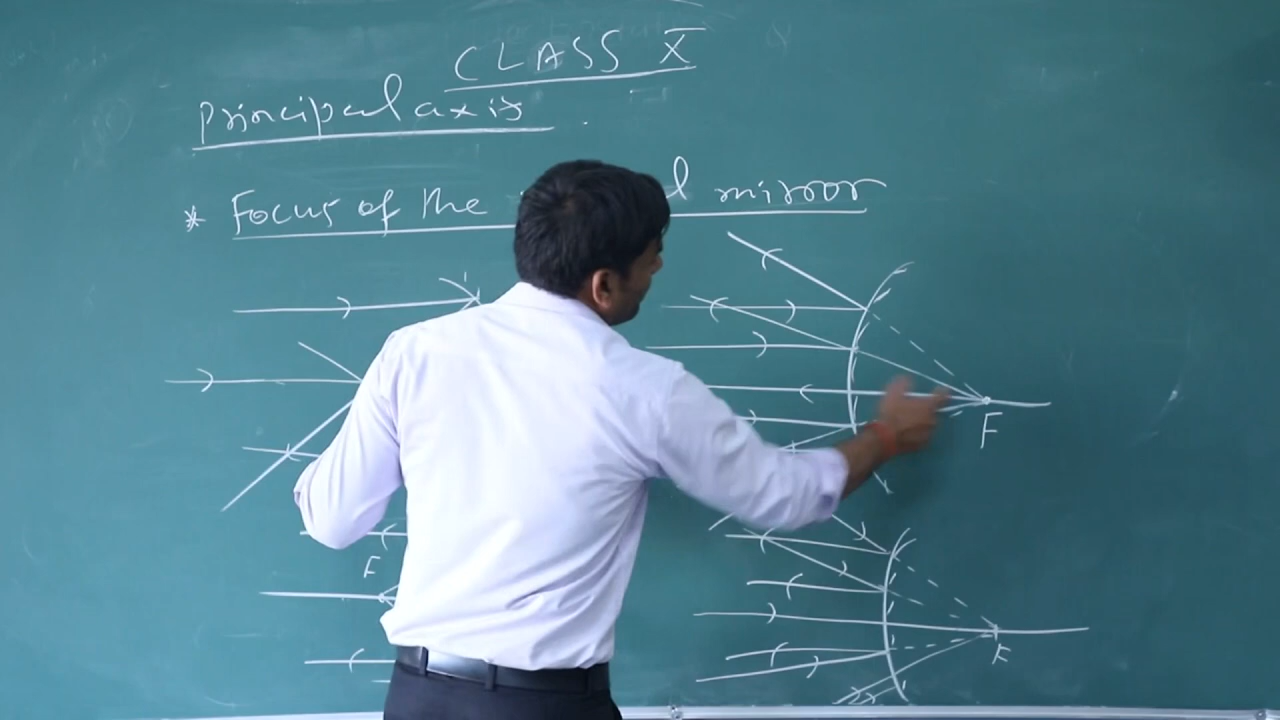 CLASS X
Principal axis
* Focus of the l mirror
F
F
F